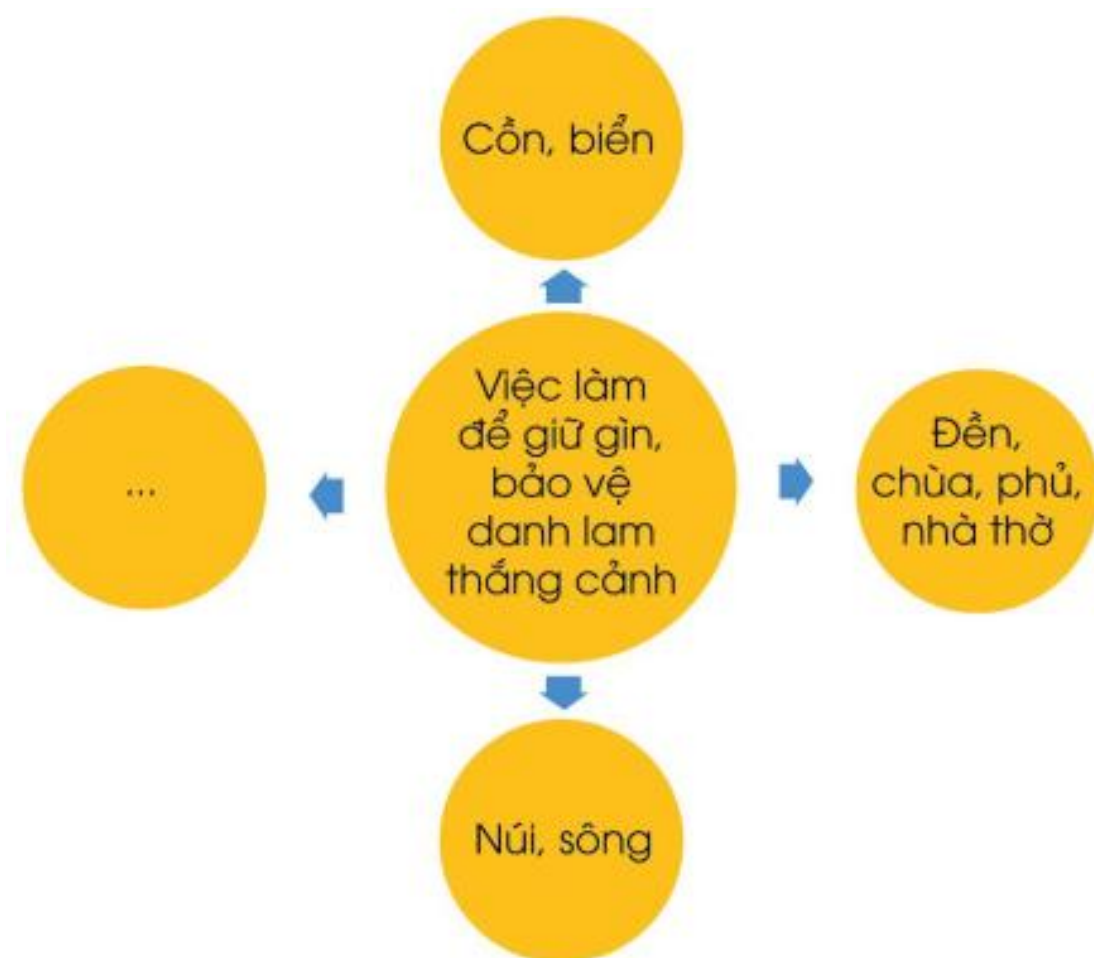 Cồn, biển
Việc làm
để giữ gìn,
bảo vệ
danh lam
thắng cảnh
...
Đền,
chùa, phủ,
nhà thờ
Núi, sông